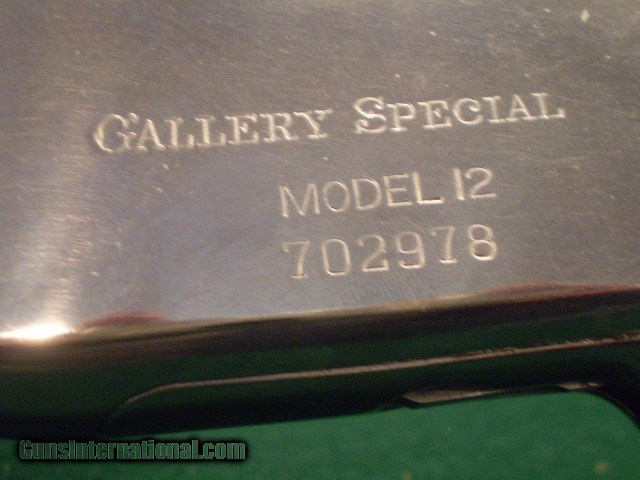 GALLERY SPECIAL
MODEL 12
702978
GunsInternational.com